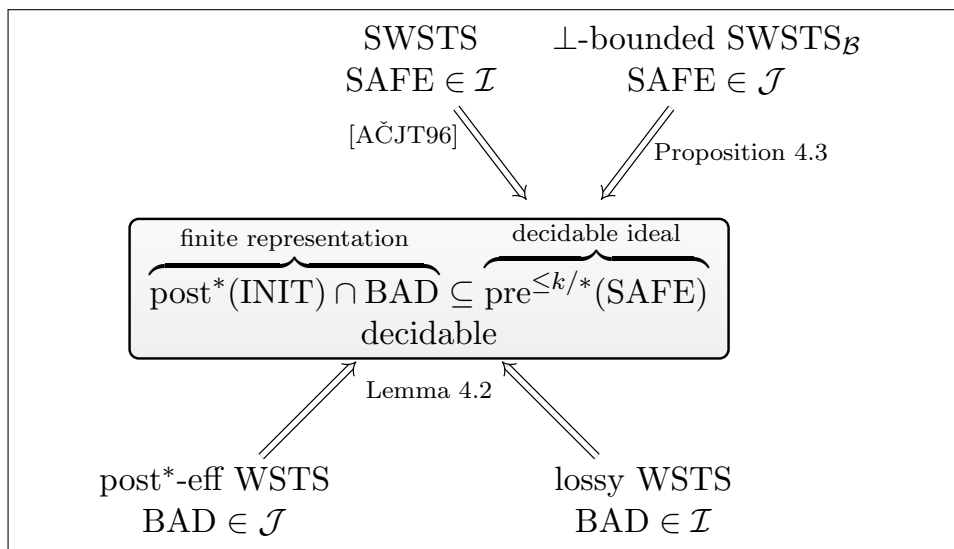 SWSTS ⊥-bounded SWSTS_ℬ
SAFE ∈ ℐ SAFE ∈ 𝒥
[AČJT96]
Proposition 4.3
finite representation decidable ideal
post*(INIT) ∩ BAD ⊆ pre^{≤k/*}(SAFE)
decidable
Lemma 4.2
post*-eff WSTS lossy WSTS
BAD ∈ 𝒥 BAD ∈ ℐ